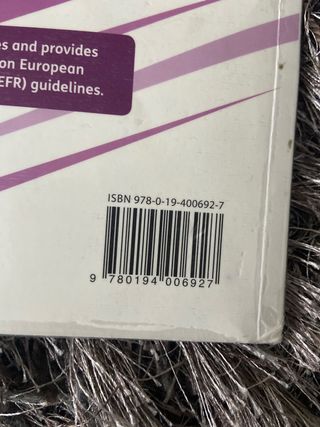 es and provides
on European
EFR) guidelines.
ISBN 978-0-19-400692-7
9 780194 006927